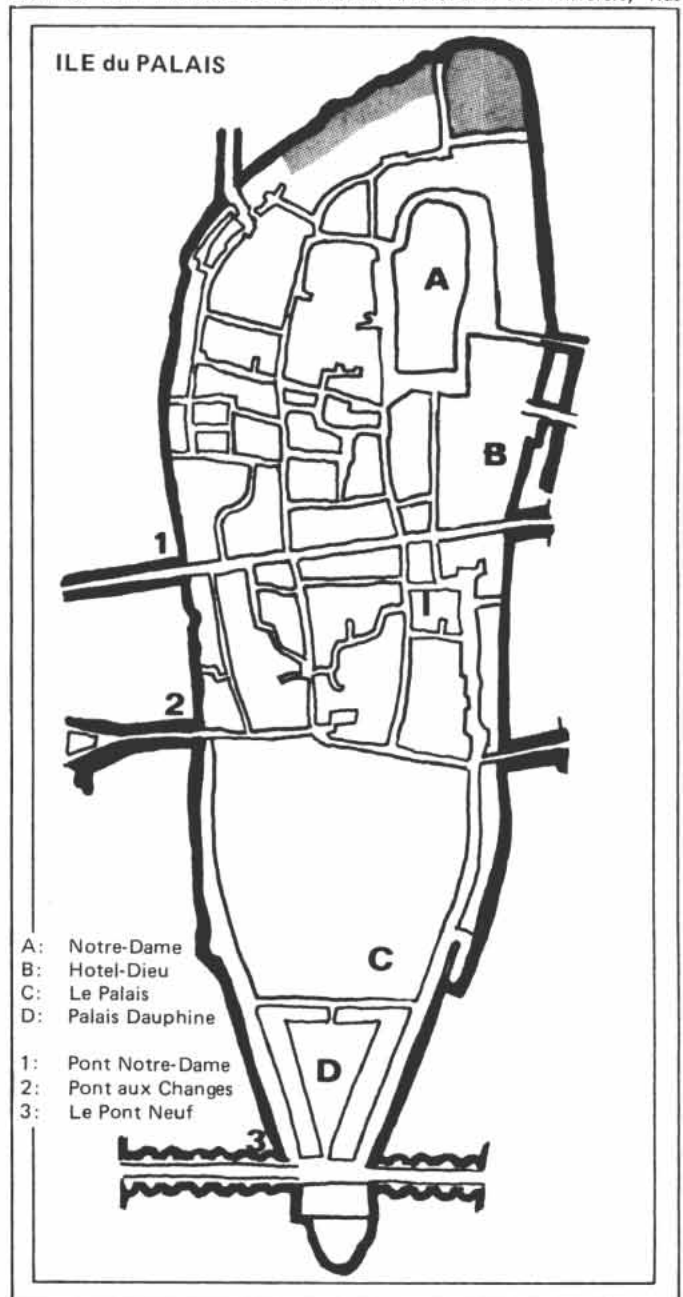 ILE du PALAIS
A
B
1
2
C
A: Notre-Dame
B: Hotel-Dieu
C: Le Palais
D: Palais Dauphine
D
1: Pont Notre-Dame
2: Pont aux Changes
3: Le Pont Neuf
3